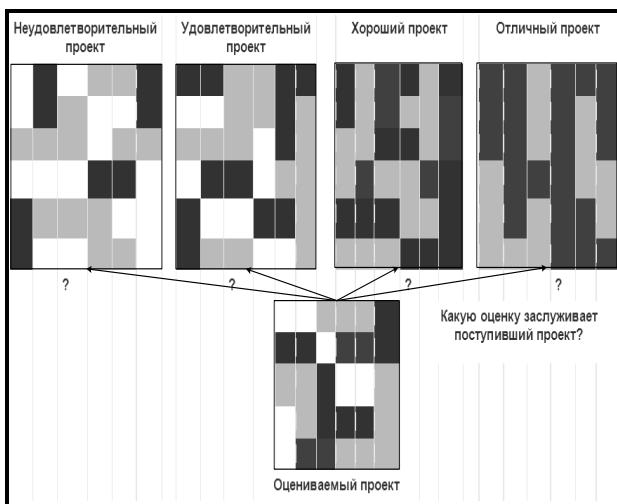 Неудовлетворительный
проект
Удовлетворительный
проект
Хороший проект
Отличный проект
?
?
?
?
Какую оценку заслуживает
поступивший проект?
Оцениваемый проект